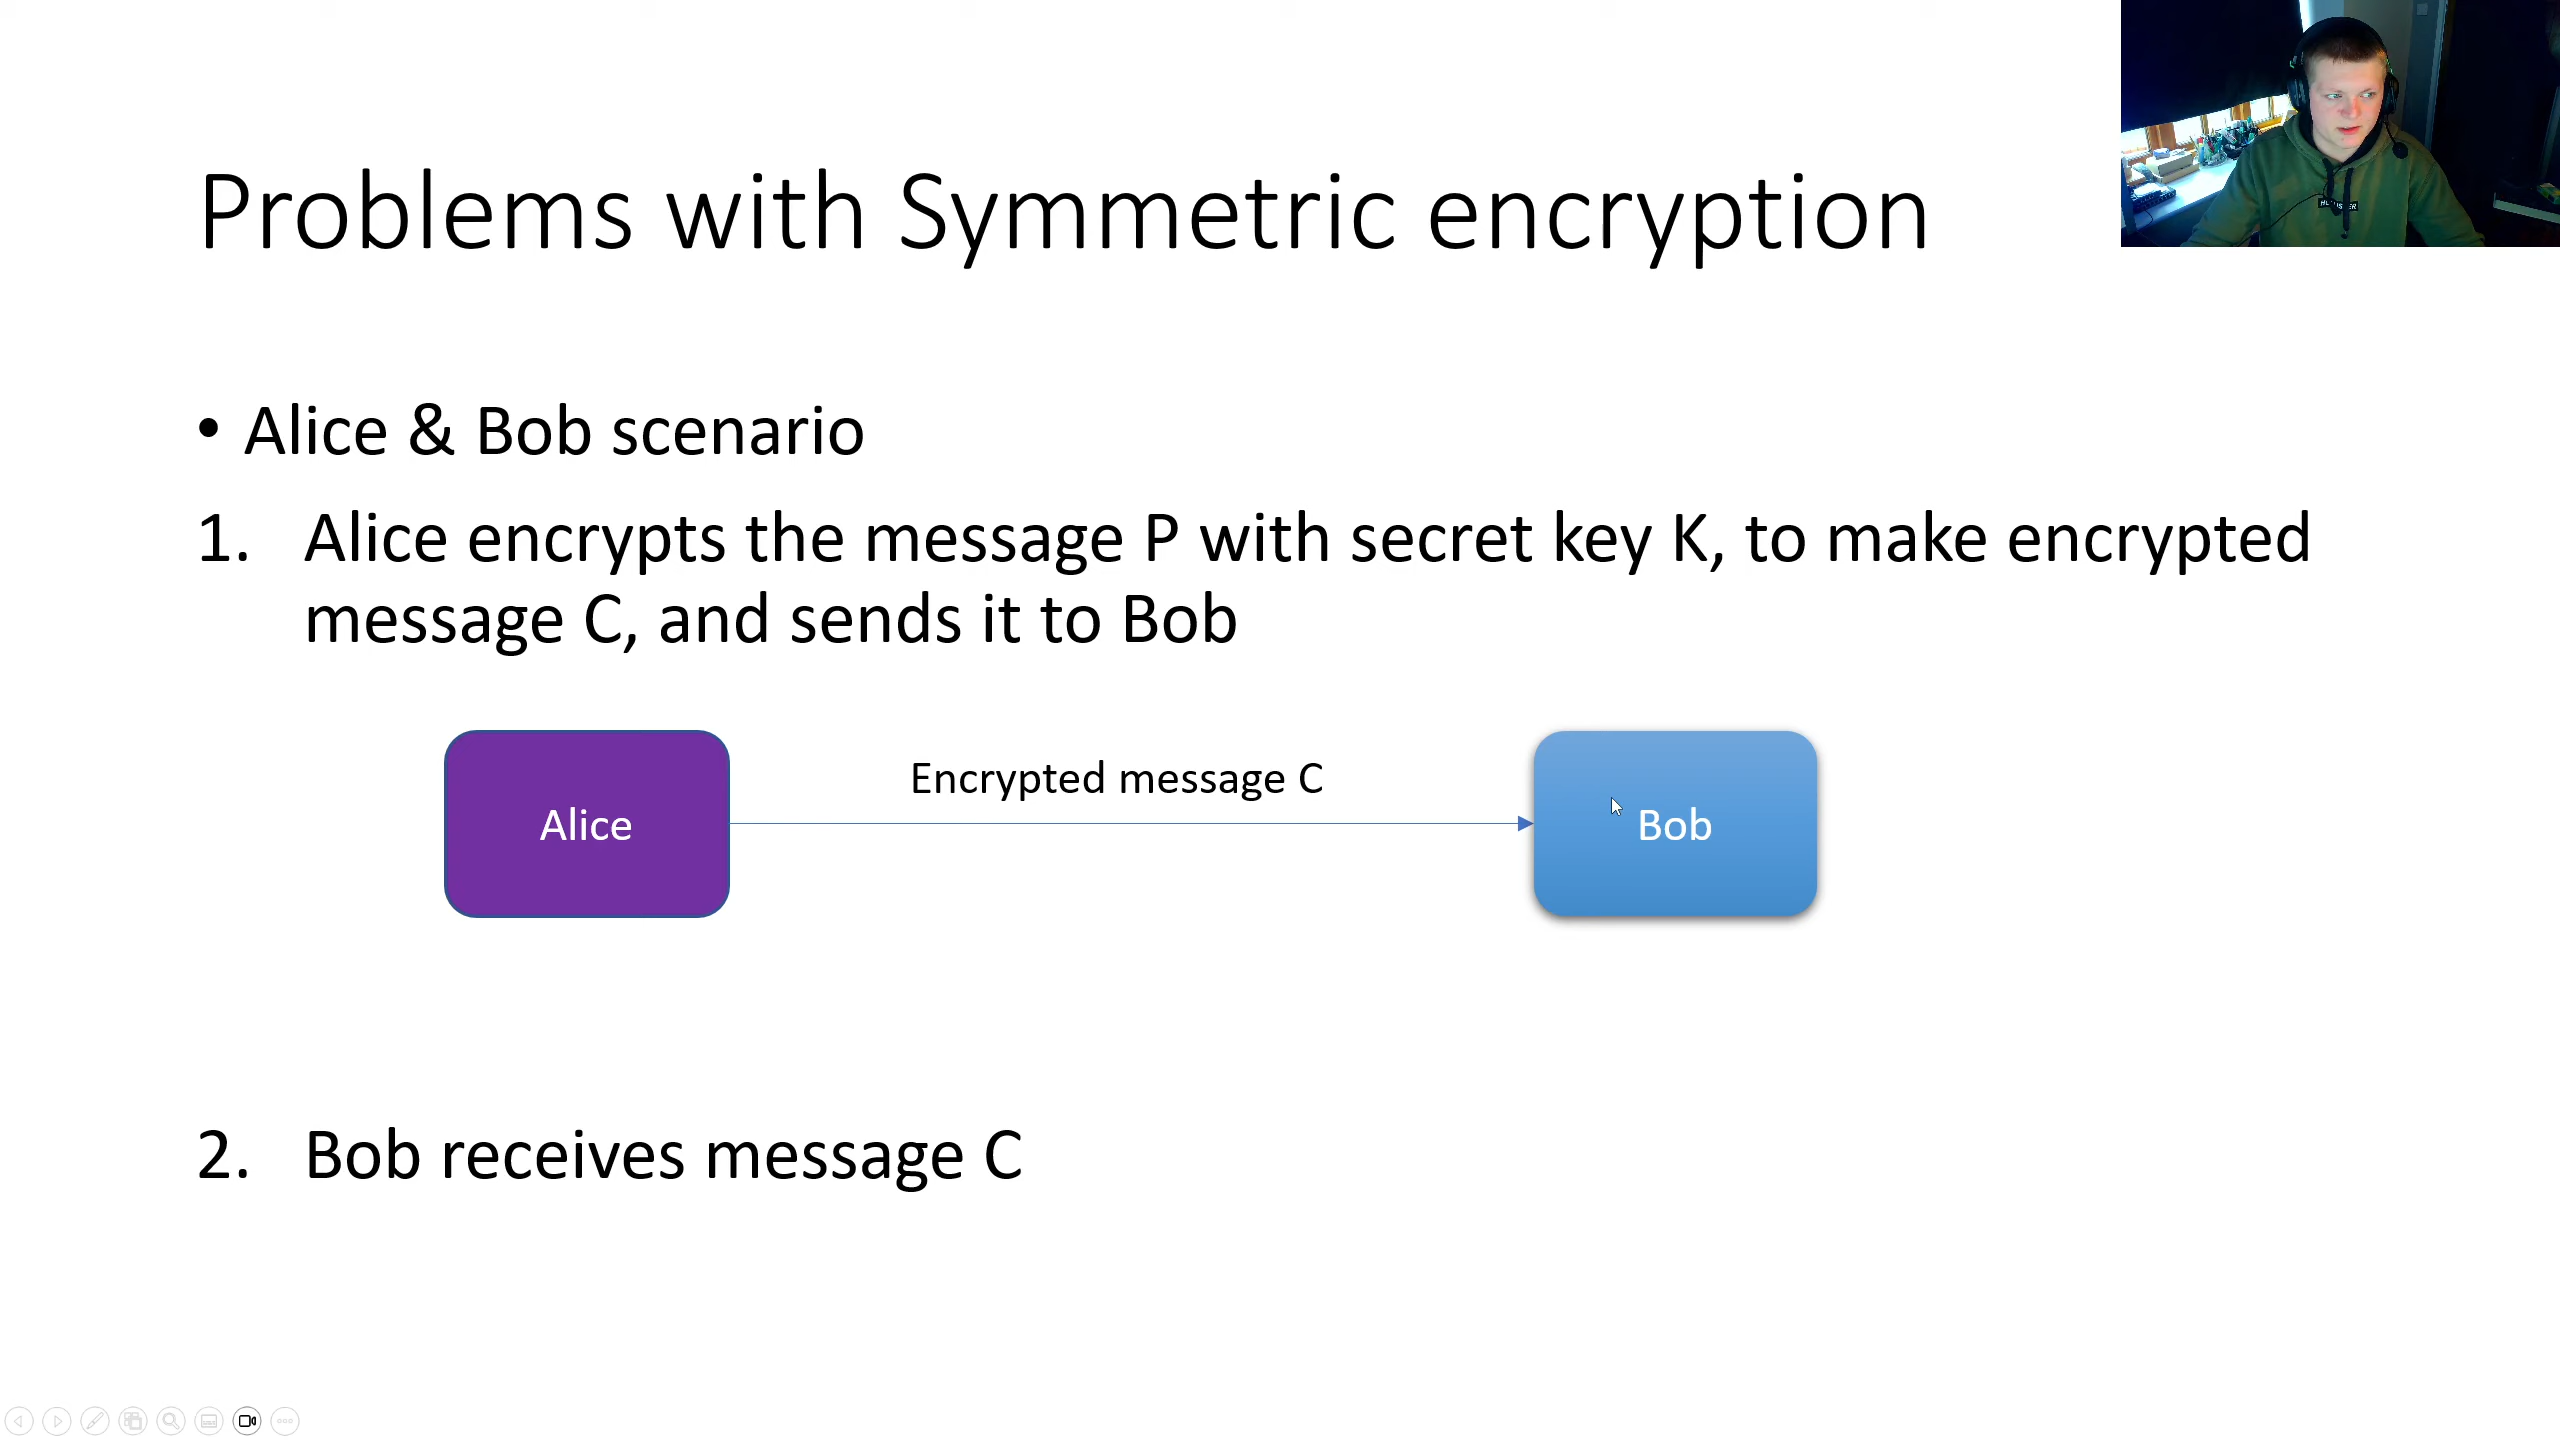 Problems with Symmetric encryption
• Alice & Bob scenario
1. Alice encrypts the message P with secret key K, to make encrypted
message C, and sends it to Bob
Encrypted message C
Alice
Bob
2. Bob receives message C